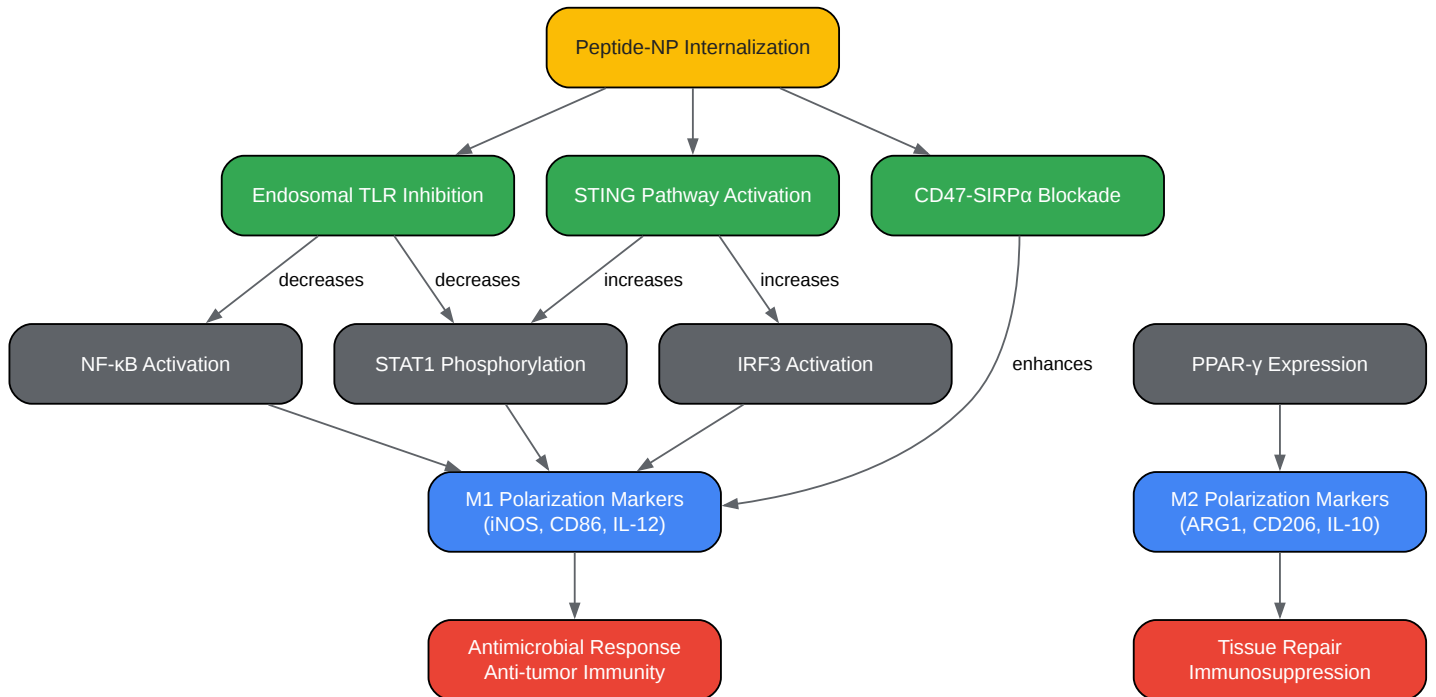 Peptide-NP Internalization
Endosomal TLR Inhibition
STING Pathway Activation
CD47-SIRPα Blockade
decreases
decreases
increases
increases
NF-κB Activation
STAT1 Phosphorylation
IRF3 Activation
enhances
PPAR-γ Expression
M1 Polarization Markers
(iNOS, CD86, IL-12)
M2 Polarization Markers
(ARG1, CD206, IL-10)
Antimicrobial Response
Anti-tumor Immunity
Tissue Repair
Immunosuppression